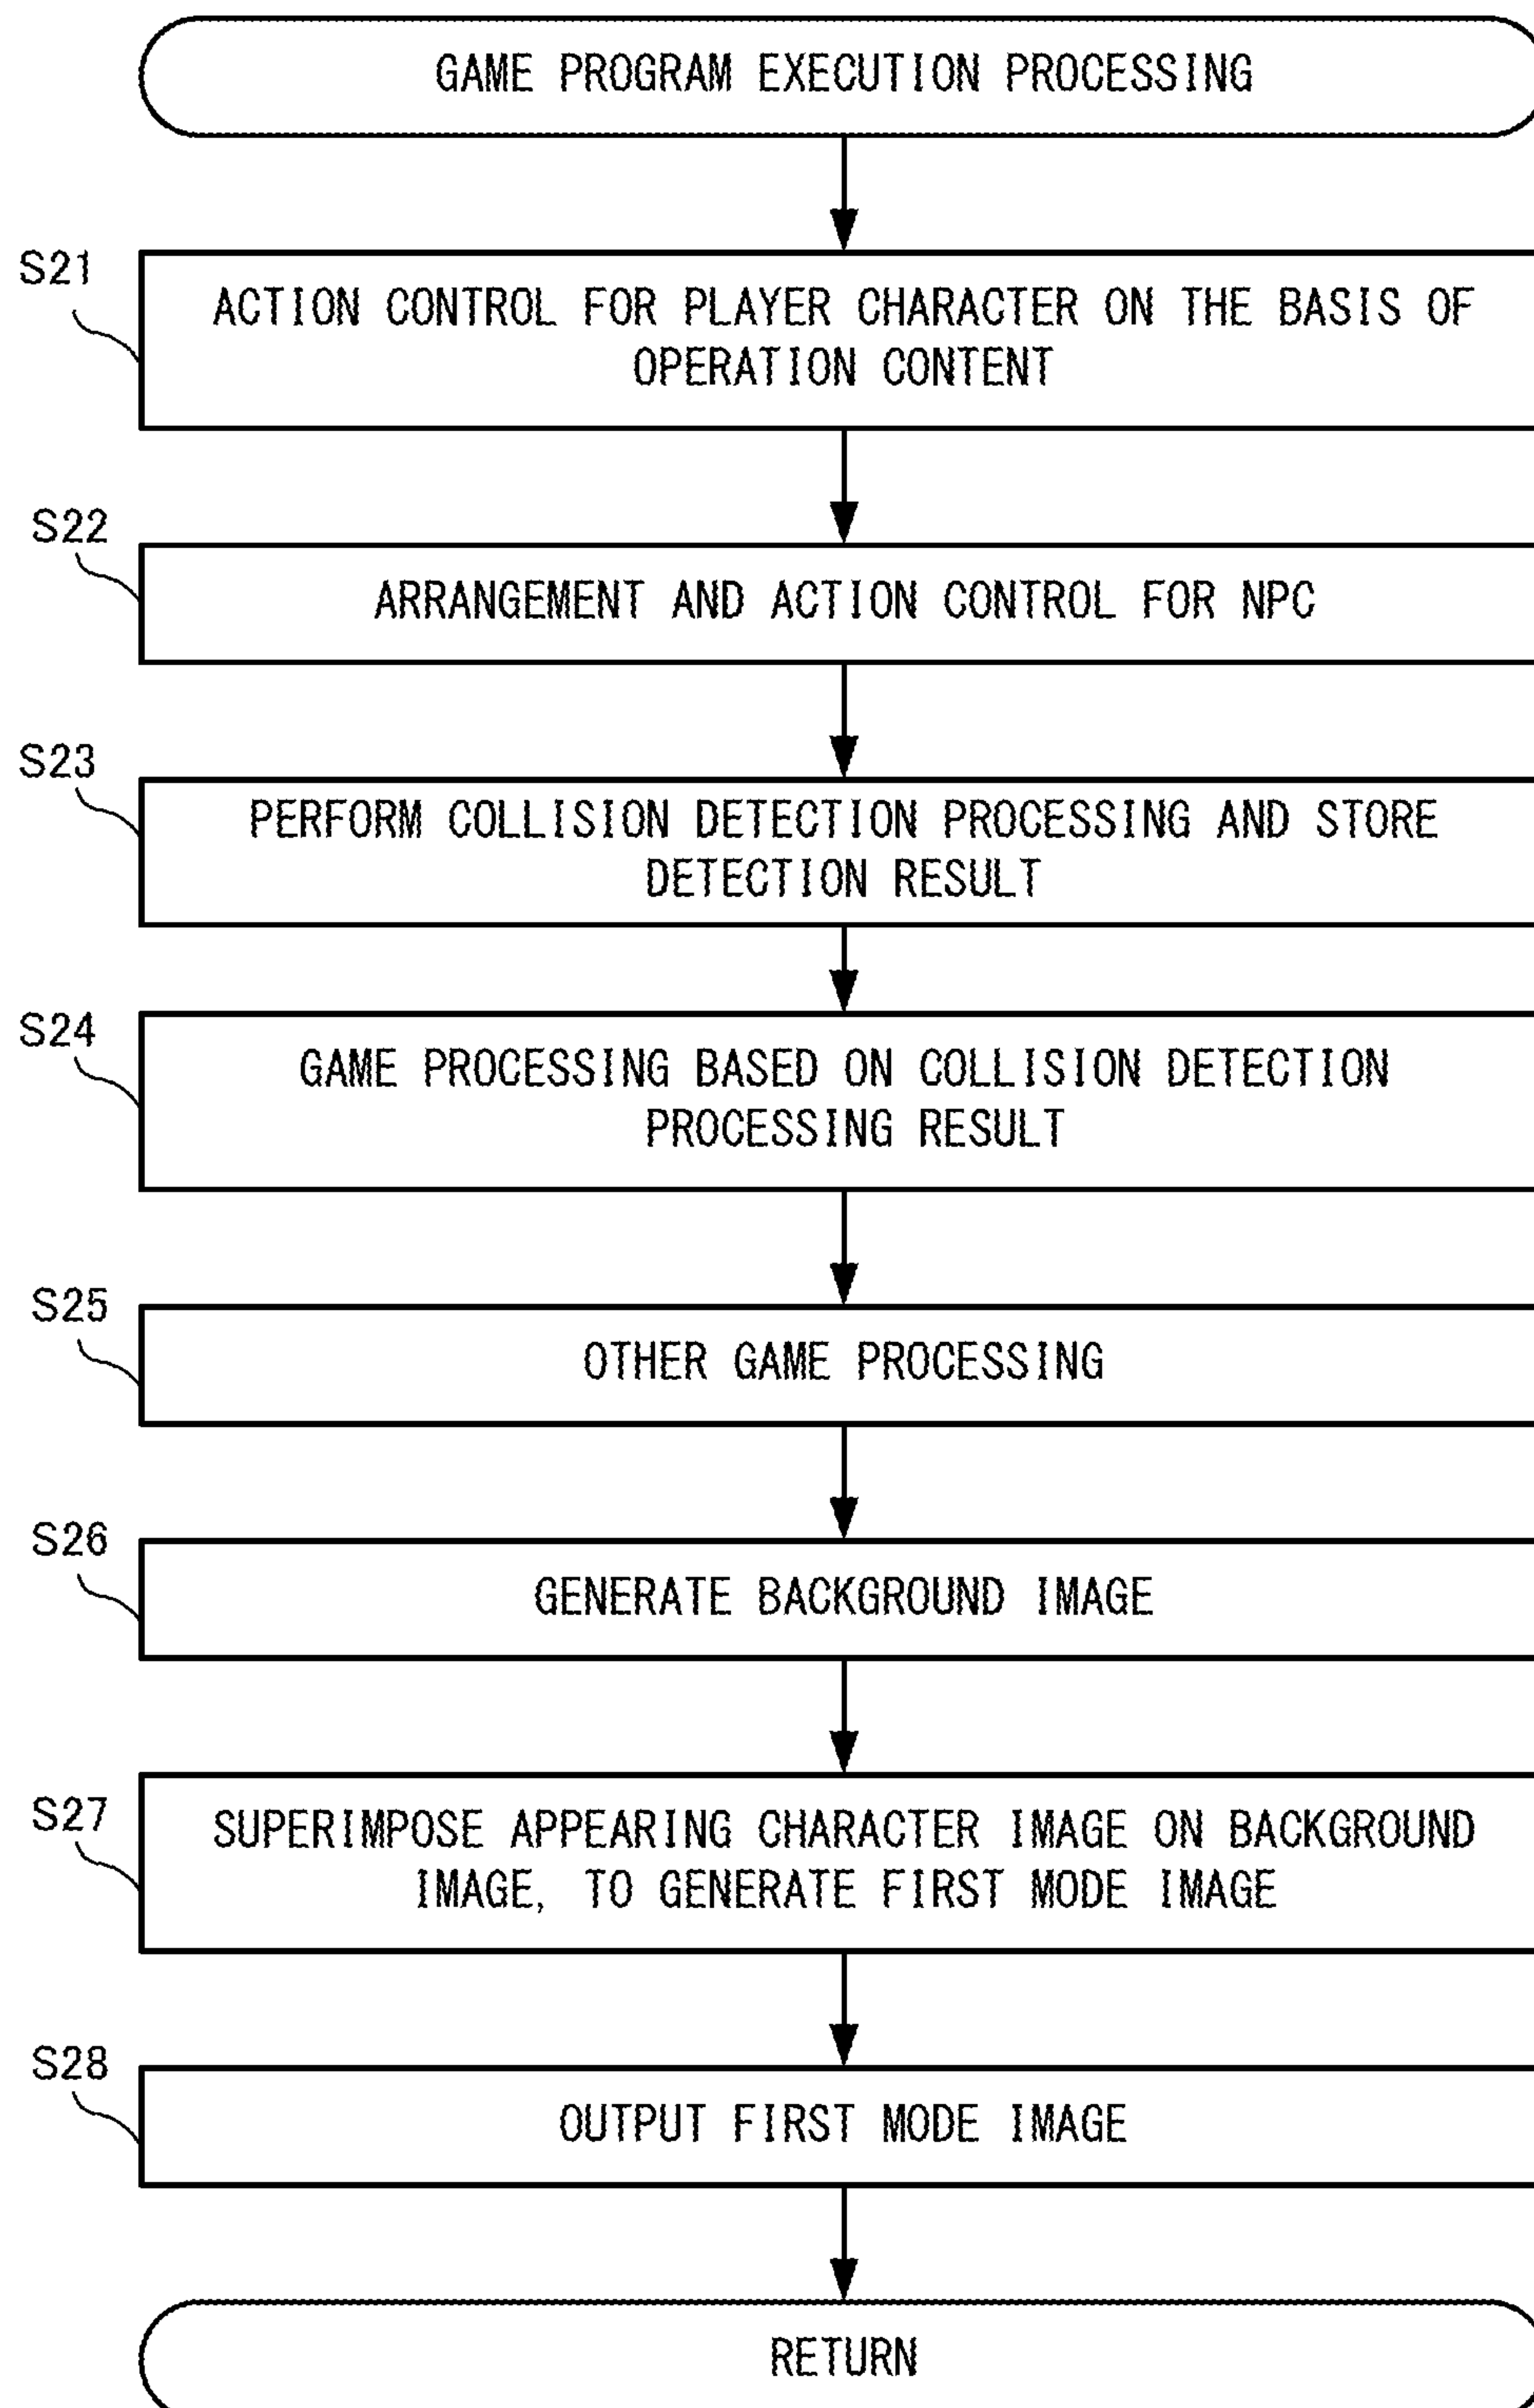 GAME PROGRAM EXECUTION PROCESSING
S21
ACTION CONTROL FOR PLAYER CHARACTER ON THE BASIS OF
OPERATION CONTENT
S22
ARRANGEMENT AND ACTION CONTROL FOR NPC
S23
PERFORM COLLISION DETECTION PROCESSING AND STORE
DETECTION RESULT
S24
GAME PROCESSING BASED ON COLLISION DETECTION
PROCESSING RESULT
S25
OTHER GAME PROCESSING
S26
GENERATE BACKGROUND IMAGE
S27
SUPERIMPOSE APPEARING CHARACTER IMAGE ON BACKGROUND
IMAGE, TO GENERATE FIRST MODE IMAGE
S28
OUTPUT FIRST MODE IMAGE
RETURN